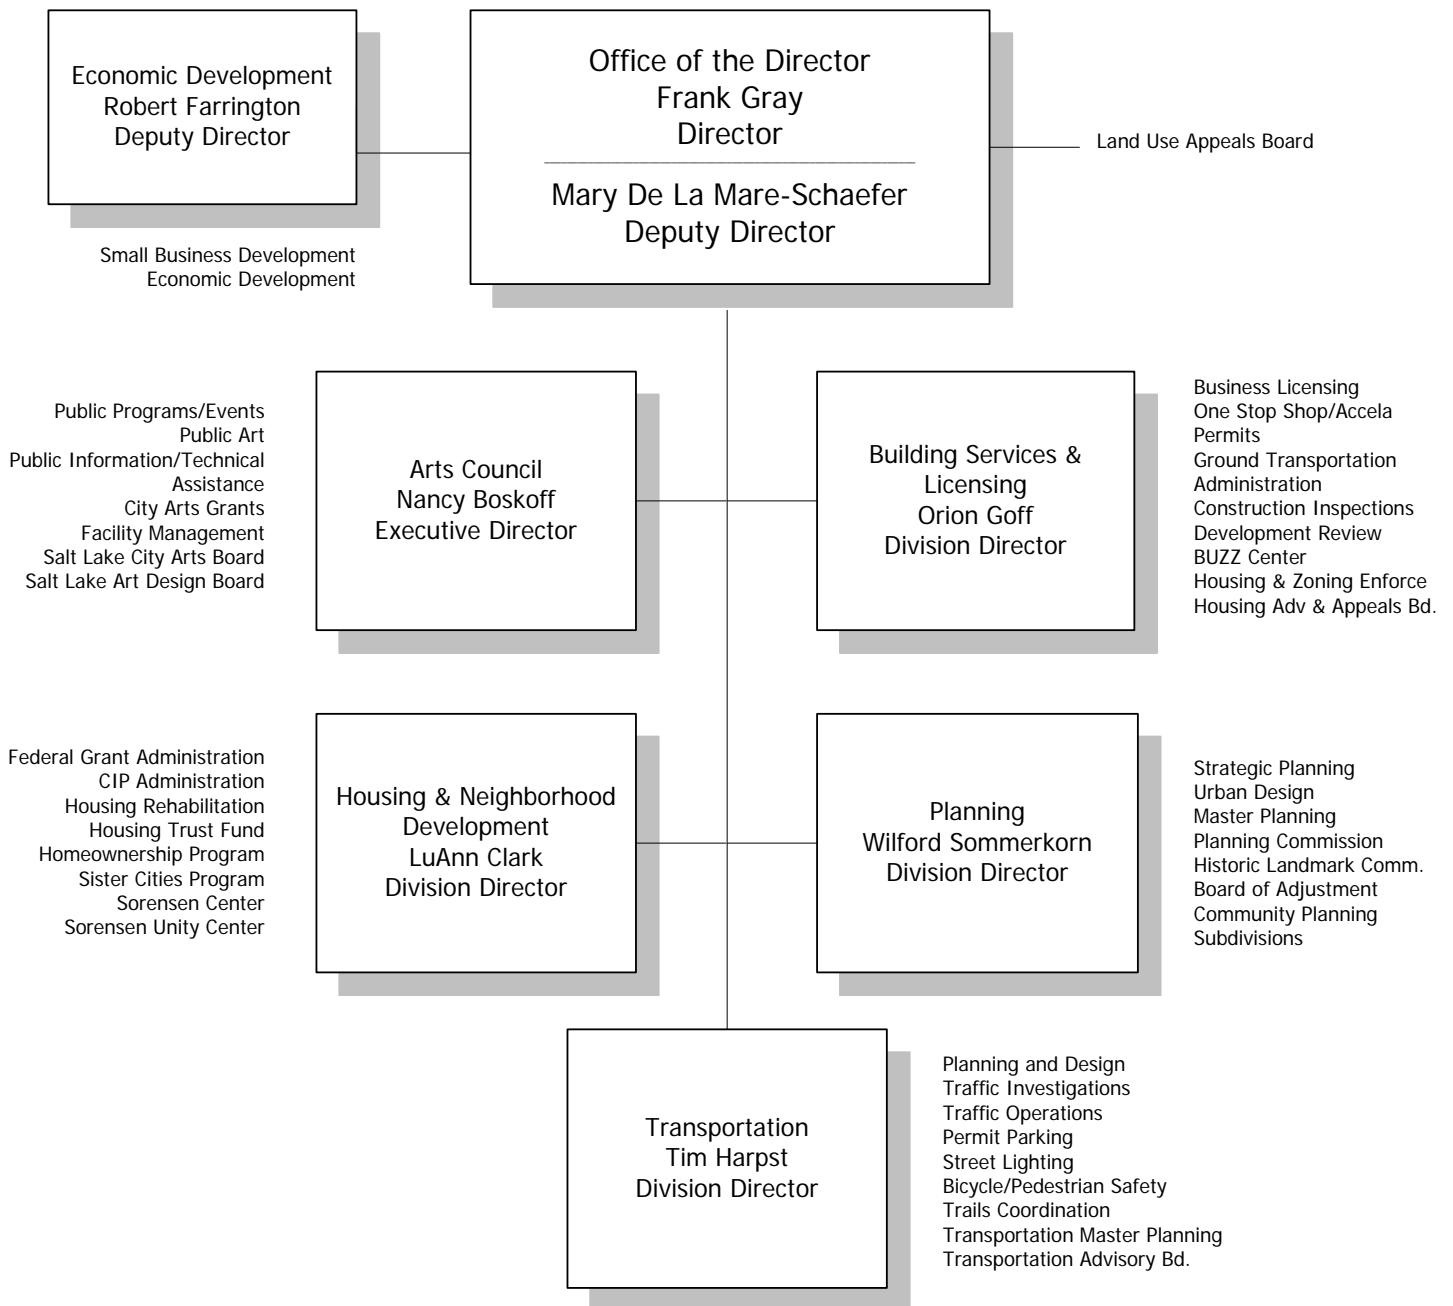 Economic Development
Robert Farrington
Deputy Director
Small Business Development
Economic Development
Office of the Director
Frank Gray
Director
Mary De La Mare-Schaefer
Deputy Director
Land Use Appeals Board
Public Programs/Events
Public Art
Public Information/Technical
Assistance
City Arts Grants
Facility Management
Salt Lake City Arts Board
Salt Lake Art Design Board
Arts Council
Nancy Boskoff
Executive Director
Building Services &
Licensing
Orion Goff
Division Director
Business Licensing
One Stop Shop/Accela
Permits
Ground Transportation
Administration
Construction Inspections
Development Review
BUZZ Center
Housing & Zoning Enforce
Housing Adv & Appeals Bd.
Federal Grant Administration
CIP Administration
Housing Rehabilitation
Housing Trust Fund
Homeownership Program
Sister Cities Program
Sorensen Center
Sorensen Unity Center
Housing & Neighborhood
Development
LuAnn Clark
Division Director
Planning
Wilford Sommerkorn
Division Director
Strategic Planning
Urban Design
Master Planning
Planning Commission
Historic Landmark Comm.
Board of Adjustment
Community Planning
Subdivisions
Transportation
Tim Harpst
Division Director
Planning and Design
Traffic Investigations
Traffic Operations
Permit Parking
Street Lighting
Bicycle/Pedestrian Safety
Trails Coordination
Transportation Master Planning
Transportation Advisory Bd.